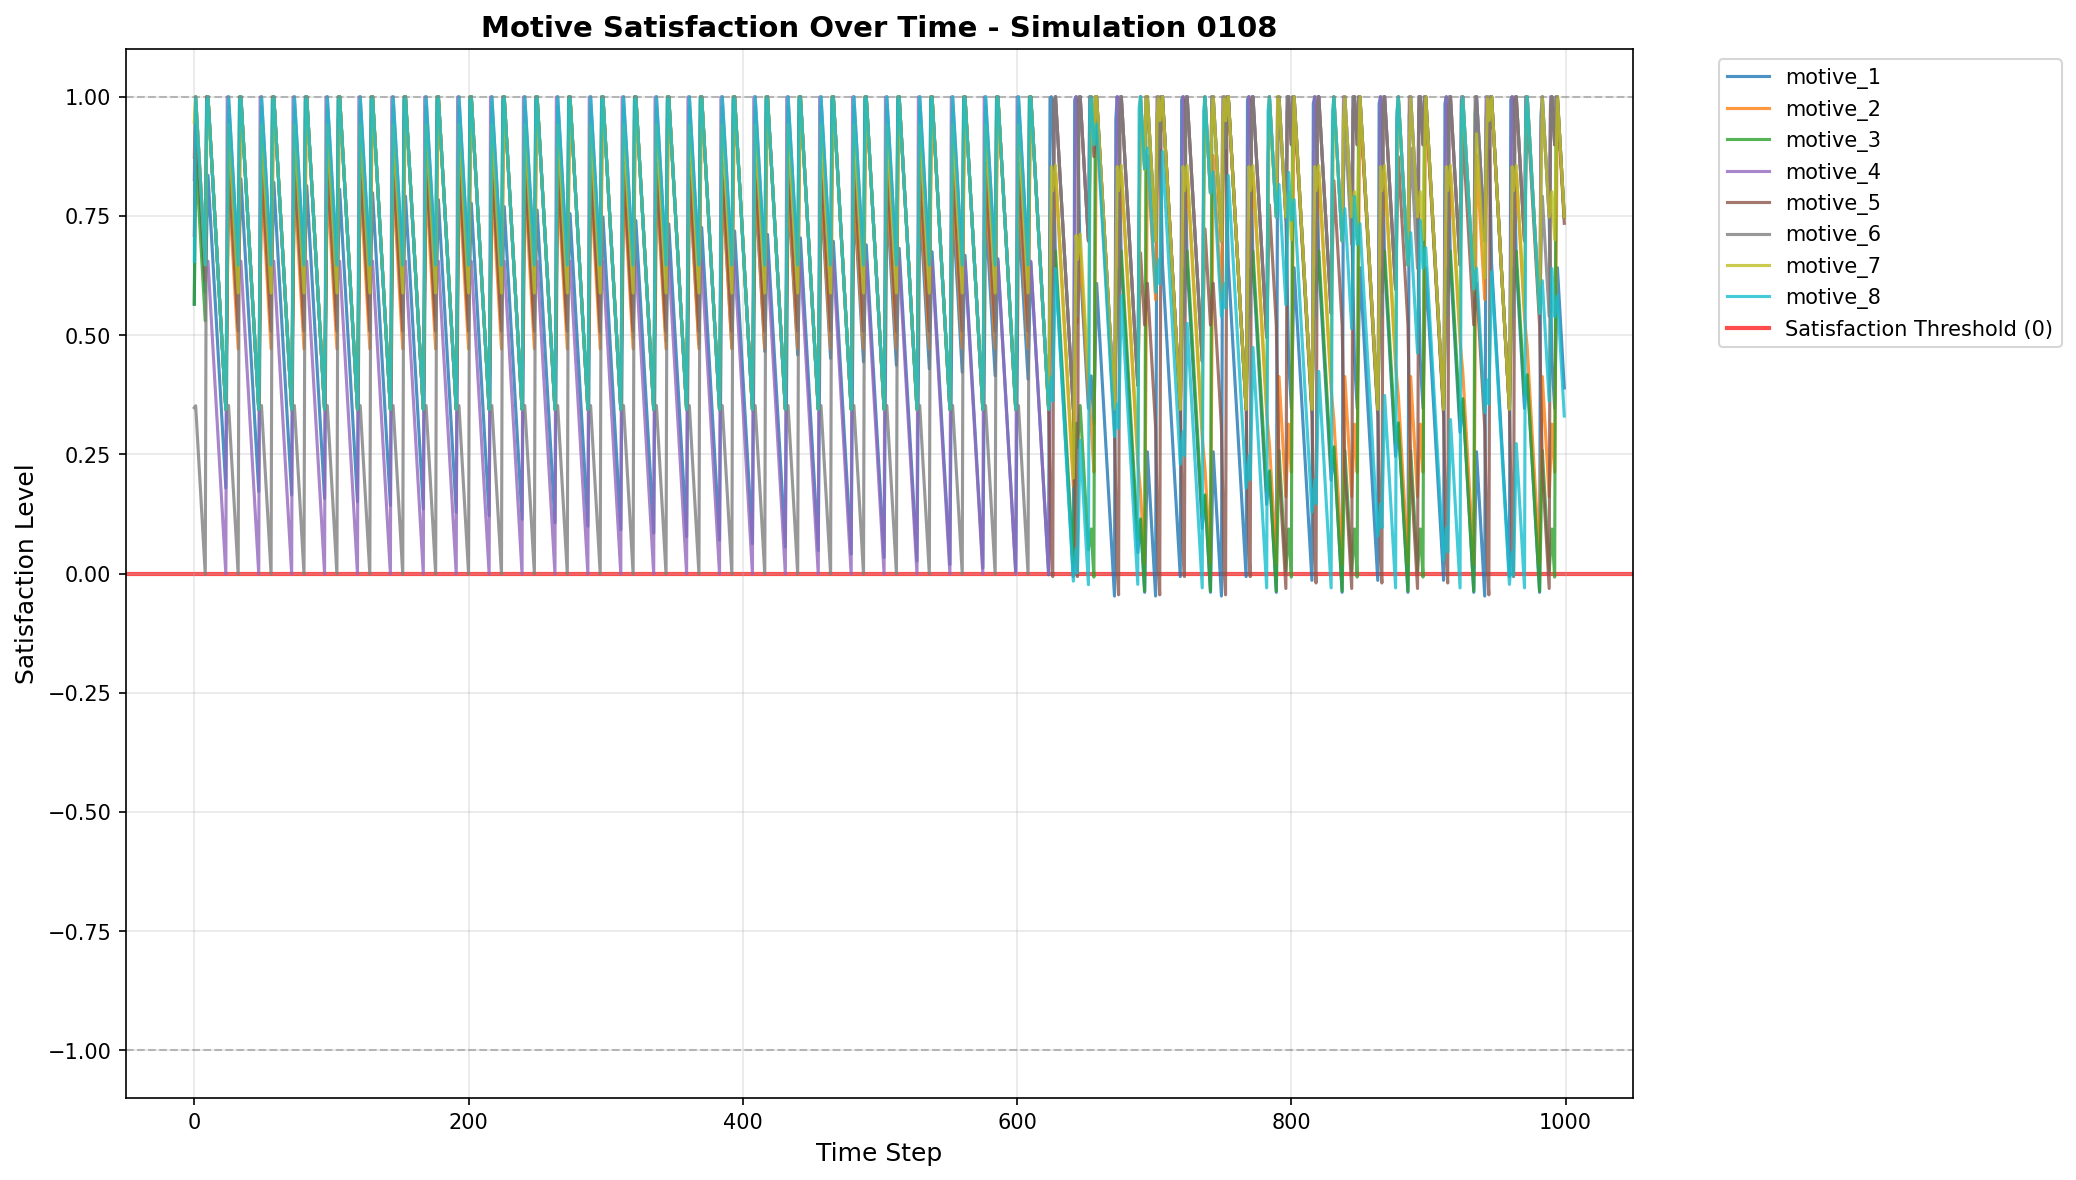 Motive Satisfaction Over Time - Simulation 0108
Satisfaction Level
1.00
0.75
0.50
0.25
0.00
−0.25
−0.50
−0.75
−1.00
0
200
400
600
800
1000
Time Step
motive_1
motive_2
motive_3
motive_4
motive_5
motive_6
motive_7
motive_8
Satisfaction Threshold (0)